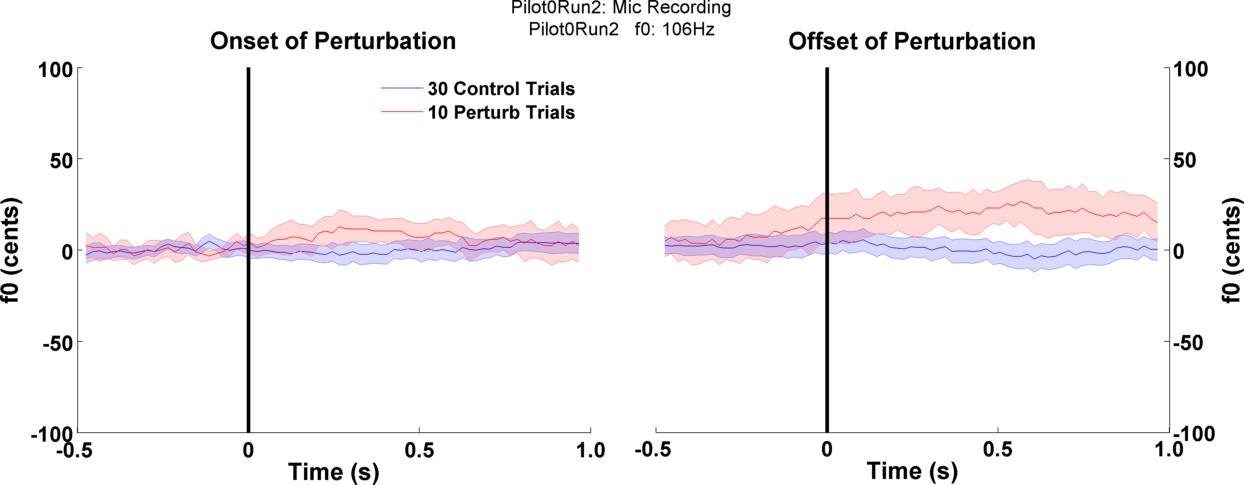 Pilot0Run2: Mic Recording
Pilot0Run2 f0: 106Hz
Onset of Perturbation
Offset of Perturbation
30 Control Trials
10 Perturb Trials
f0 (cents)
100
50
0
-50
-100
-0.5
0
0.5
1.0
Time (s)
-0.5
0
0.5
1.0
Time (s)
100
50
0
-50
-100
f0 (cents)